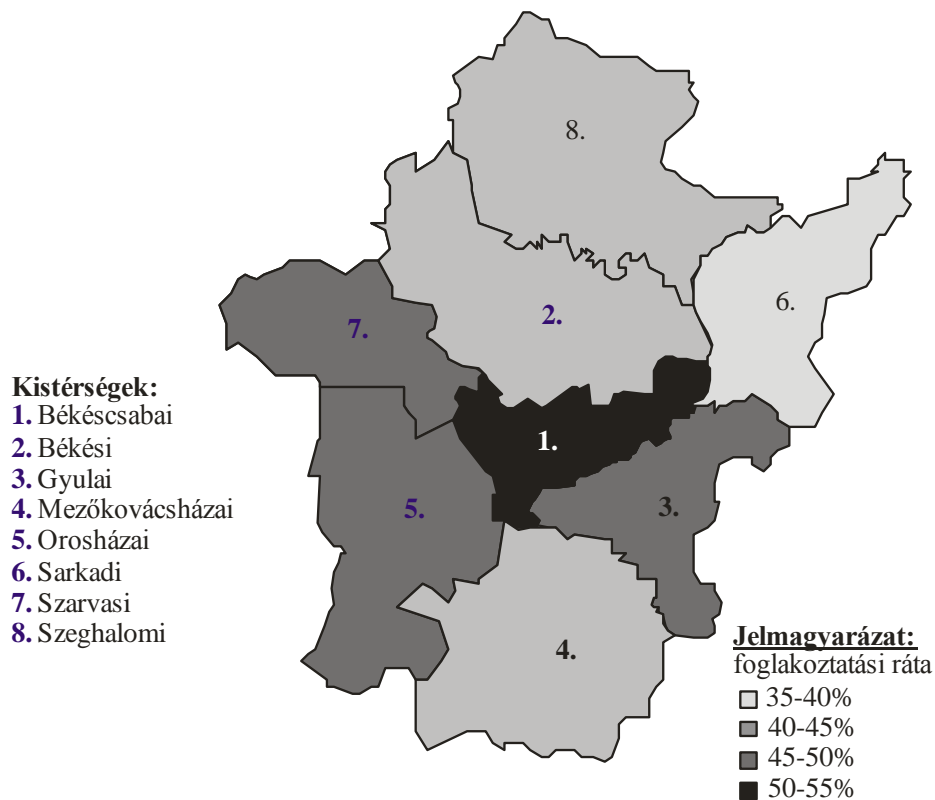 8.
6.
2.
7.
1.
5.
3.
4.
Kistérségek:
1. Békéscsabai
2. Békési
3. Gyulai
4. Mezőkovácsházai
5. Orosházai
6. Sarkadi
7. Szarvasi
8. Szeghalomi
Jelmagyarázat:
foglakoztatási ráta
35-40%
40-45%
45-50%
50-55%